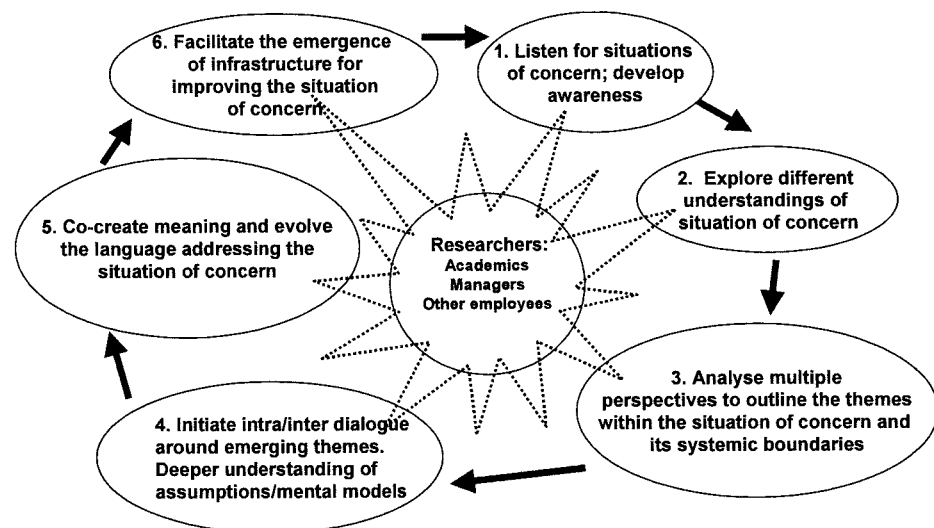 6. Facilitate the emergence
of infrastructure for
improving the situation
of concern
1. Listen for situations
of concern; develop
awareness
2. Explore different
understandings of
situation of concern
3. Analyse multiple
perspectives to outline the themes
within the situation of concern and
its systemic boundaries
4. Initiate intra/inter dialogue
around emerging themes.
Deeper understanding of
assumptions/mental models
5. Co-create meaning and evolve
the language addressing the
situation of concern
Researchers:
Academics
Managers
Other employees